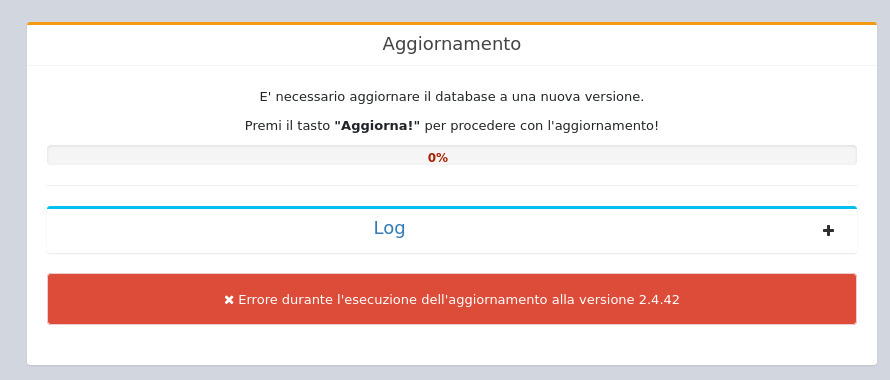 Aggiornamento
E' necessario aggiornare il database a una nuova versione.
Premi il tasto "Aggiorna!" per procedere con l'aggiornamento!
0%
Log
Errore durante l'esecuzione dell'aggiornamento alla versione 2.4.42